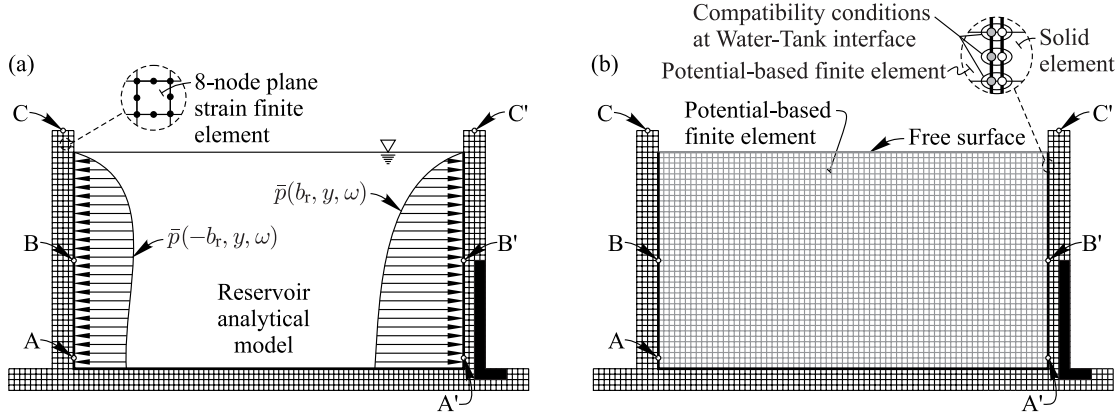 (a)
8-node plane
strain finite
element
C
C'
p̄(b_r, y, ω)
p̄(-b_r, y, ω)
B
B'
Reservoir
analytical
model
A
A'
(b)
Compatibility conditions
at Water-Tank interface
Potential-based finite element
Solid
element
Potential-based
finite element
Free surface
C
C'
B
B'
A
A'